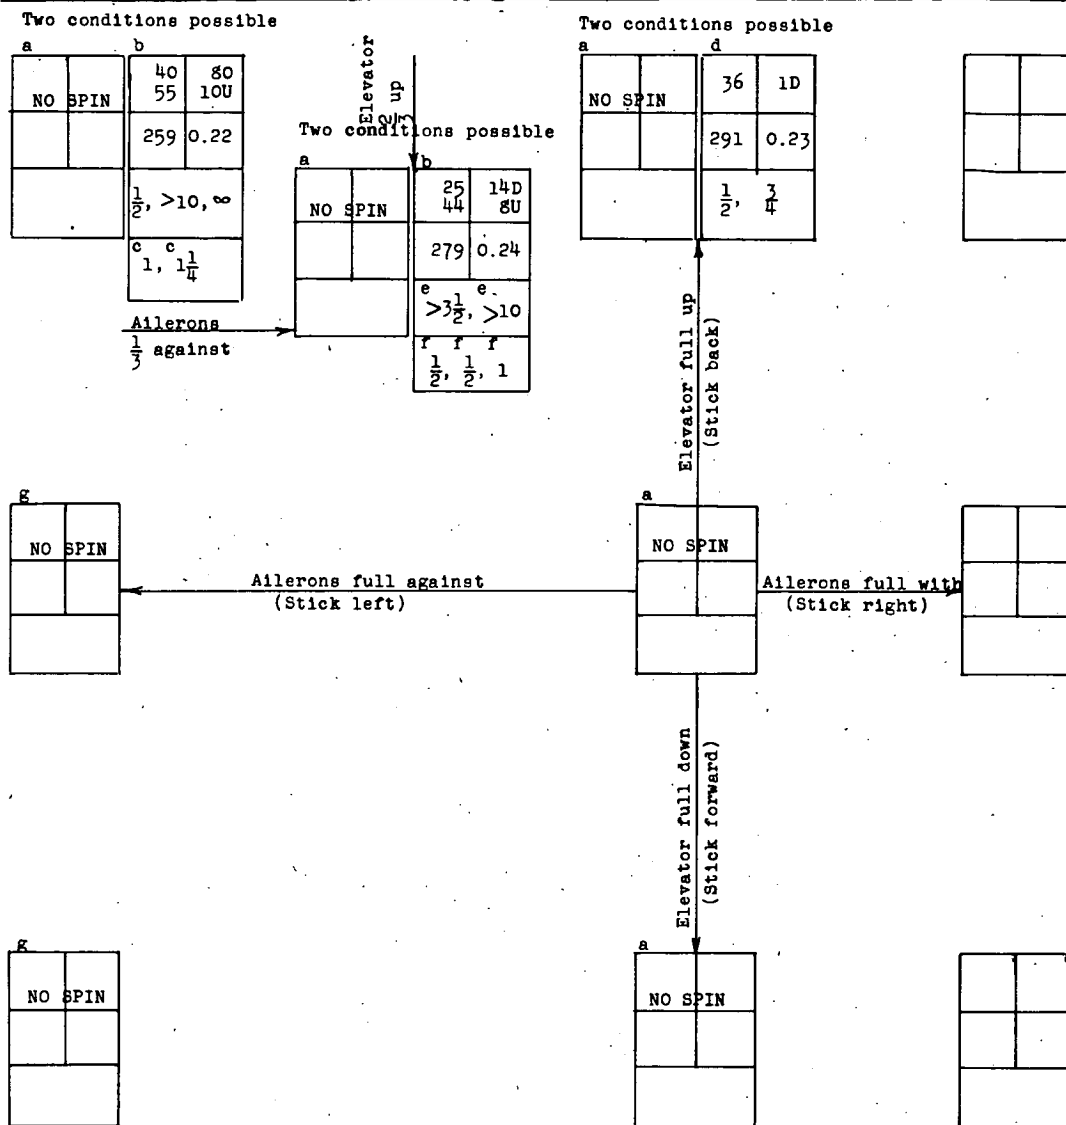 Two conditions possible
a b
NO SPIN
40 80
55 10U
259 0.22
1/2, >10, ∞
c c
1, 1 1/4
Elevator
2/3 up
Two conditions possible
a b
NO SPIN
25 14D
44 8U
279 0.24
e e
>3 1/2, >10
f f f
1/2, 1/2, 1
Ailerons
1/3 against
Two conditions possible
a d
NO SPIN
36 1D
291 0.23
1/2, 3/4
Elevator full up
(Stick back)
g
NO SPIN
Ailerons full against
(Stick left)
a
NO SPIN
Ailerons full with
(Stick right)
Elevator full down
(Stick forward)
g
NO SPIN
a
NO SPIN